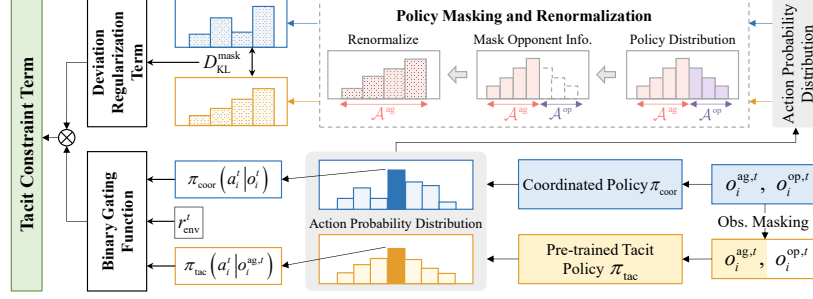 Tacit Constraint Term
Deviation
Regularization
Term
D_KL^mask
Policy Masking and Renormalization
Renormalize
Mask Opponent Info.
Policy Distribution
𝒜^ag
𝒜^ag
𝒜^op
𝒜^ag
𝒜^op
Action Probability
Distribution
Binary Gating
Function
π_coor(a_i^t|o_i^t)
r_env^t
π_tac(a_i^t|o_i^{ag,t})
Action Probability Distribution
Coordinated Policy π_coor
Pre-trained Tacit
Policy π_tac
o_i^{ag,t}, o_i^{op,t}
Obs. Masking
o_i^{ag,t}, o_i^{op,t}